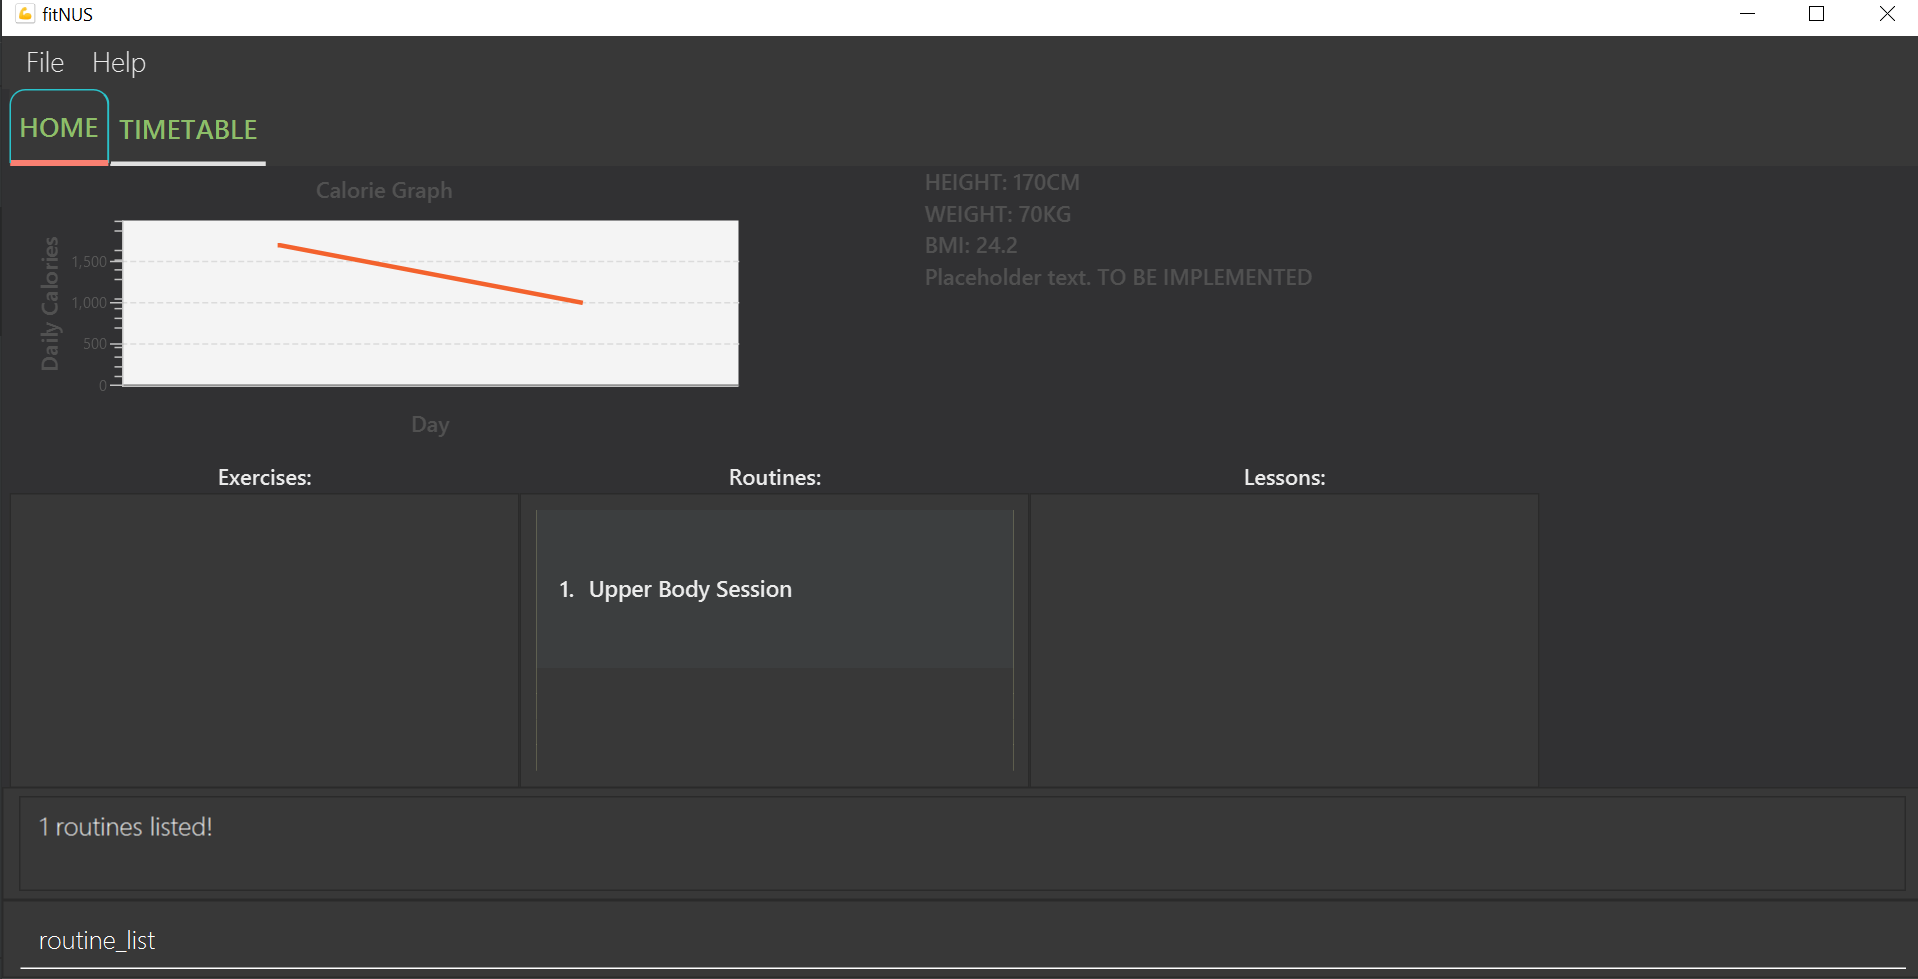 fitNUS
File Help
HOME TIMETABLE
Calorie Graph
Daily Calories
1,500
1,000
500
0
Day
HEIGHT: 170CM
WEIGHT: 70KG
BMI: 24.2
Placeholder text. TO BE IMPLEMENTED
Exercises:
Routines:
Lessons:
1. Upper Body Session
1 routines listed!
routine_list